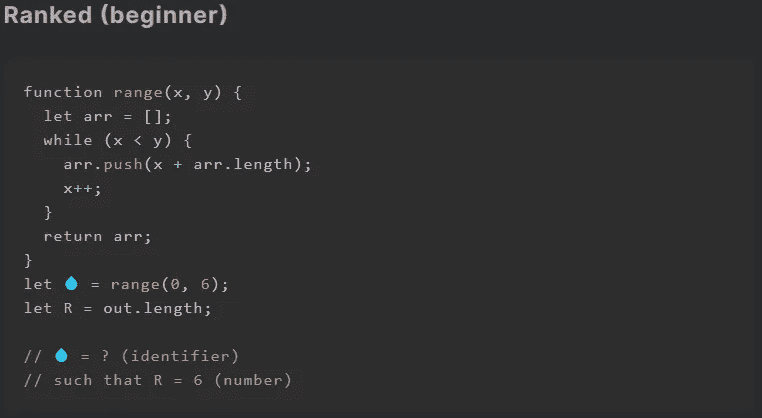 Ranked (beginner)
function range(x, y) {
  let arr = [];
  while (x < y) {
    arr.push(x + arr.length);
    x++;
  }
  return arr;
}
let 💧 = range(0, 6);
let R = out.length;
// 💧 = ? (identifier)
// such that R = 6 (number)